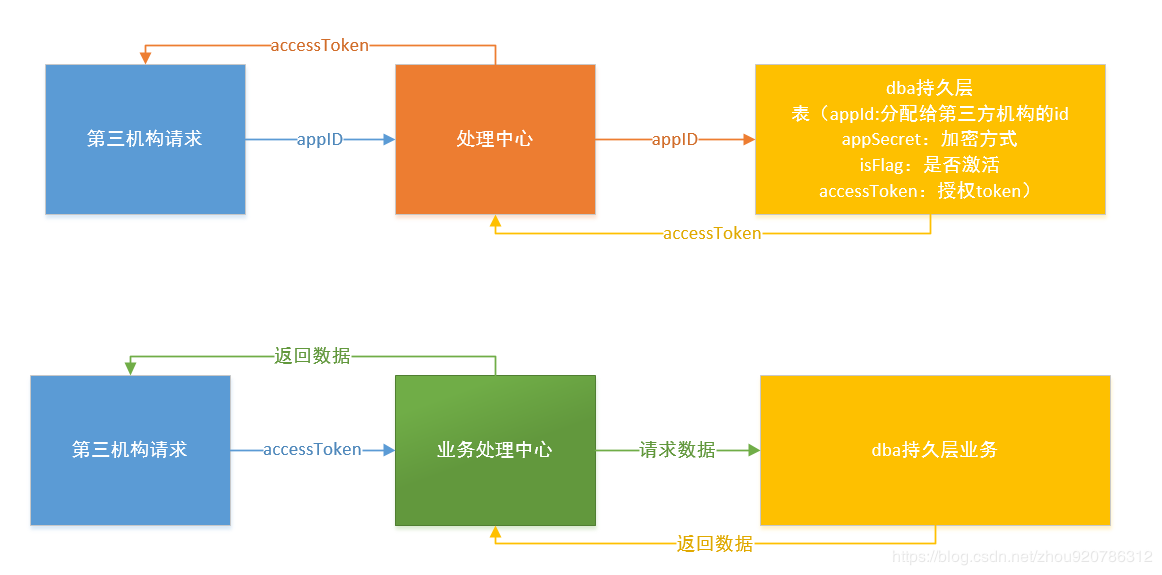 accessToken
第三机构请求
appID
处理中心
appID
dba持久层
表（appId:分配给第三方机构的id
appSecret：加密方式
isFlag：是否激活
accessToken：授权token）
accessToken
返回数据
第三机构请求
accessToken
业务处理中心
请求数据
dba持久层业务
返回数据
https://blog.csdn.net/zhou920786312